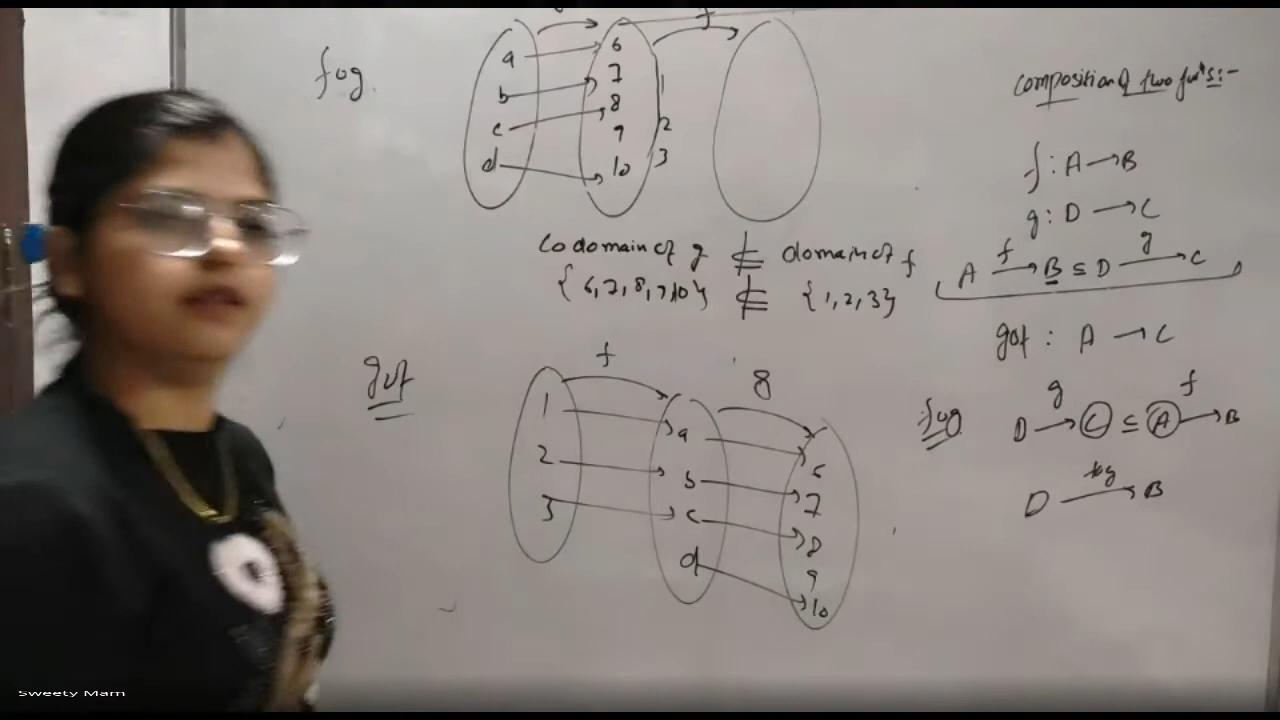 fog.
f
a
b
c
d
6
7
8
9
10
1
2
3
Codomain of g ⊈ domain of f
{6,7,8,9,10} ⊈ {1,2,3}
gof
f
8
1
2
3
a
b
c
d
6
7
8
9
10
Composition of two fun's:-
f : A → B
g : D → C
A f→ B ⊆ D g→ C
gof : A → C
fog D g→ C ⊆ A f→ B
D fog→ B
Sweety Mam